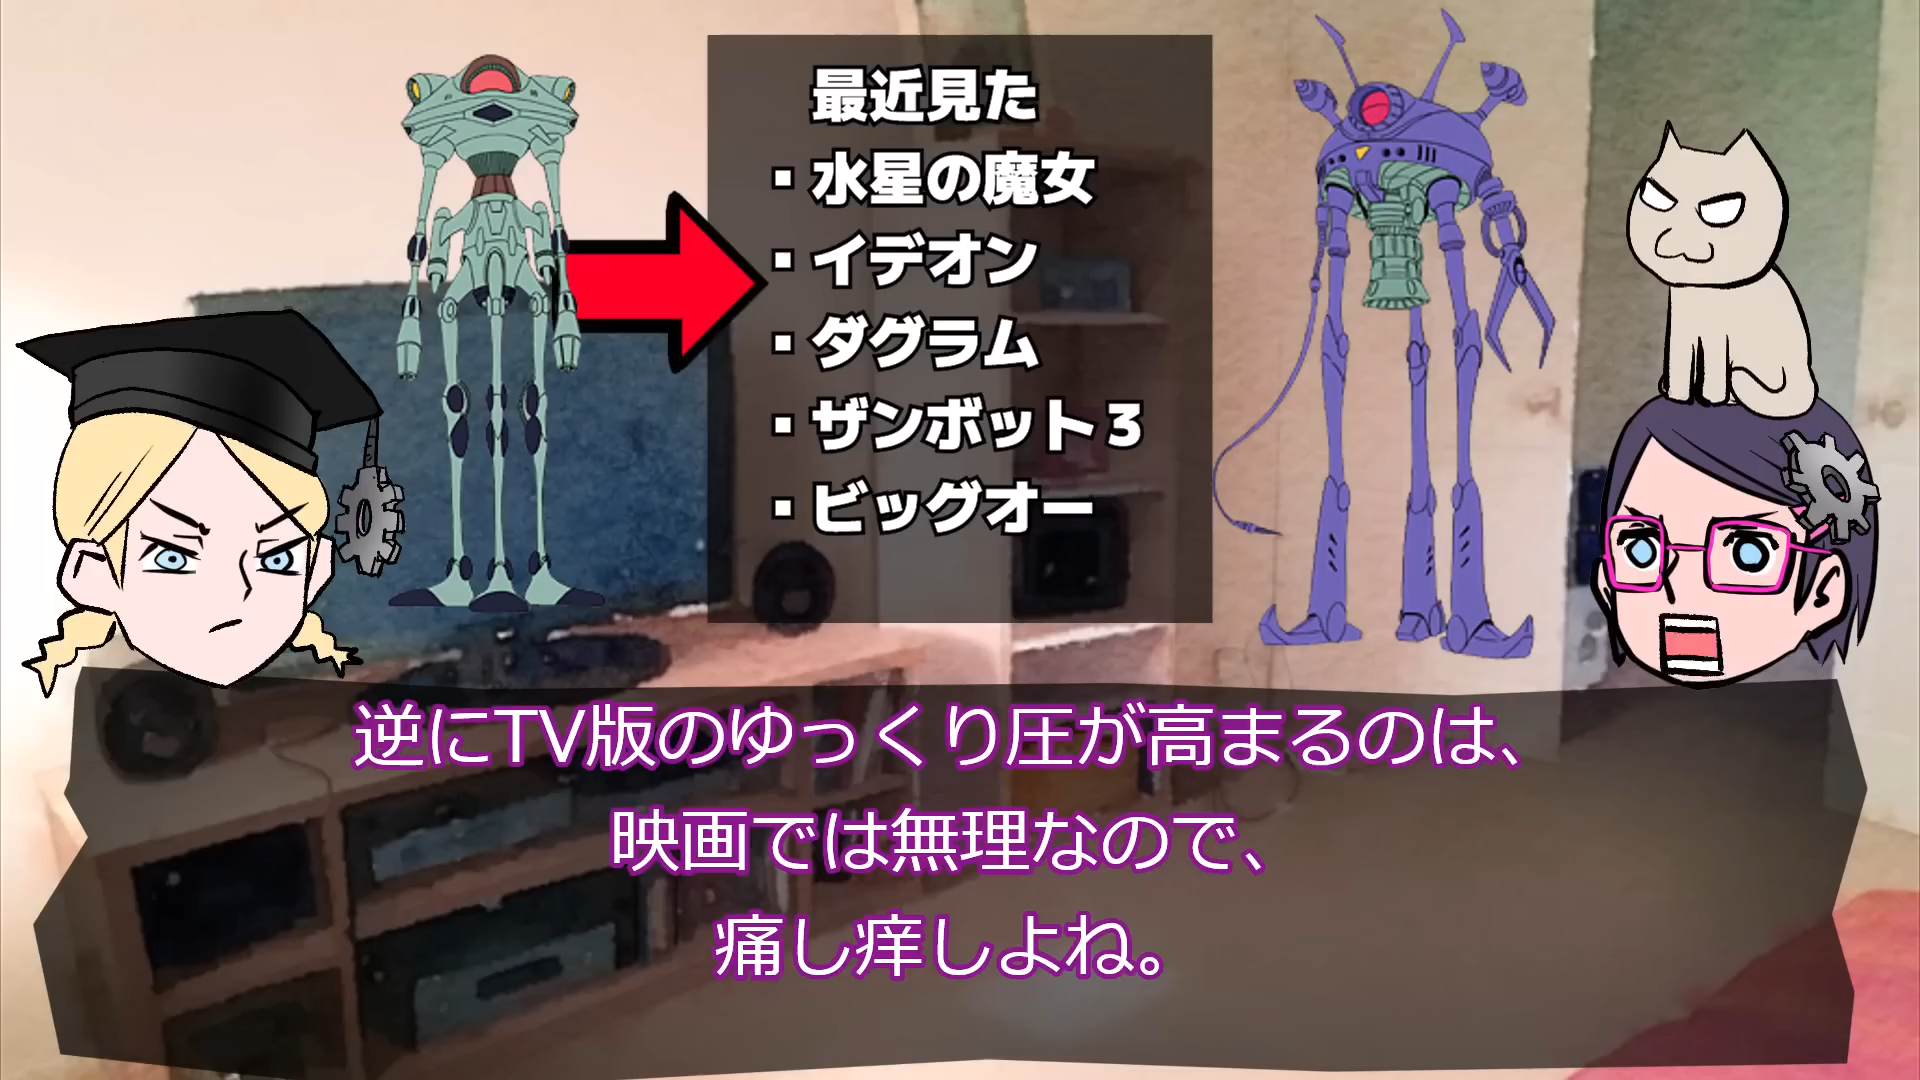 最近見た
・水星の魔女
・イデオン
・ダグラム
・ザンボット３
・ビッグオー
逆にTV版のゆっくり圧が高まるのは、
映画では無理なので、
痛し痒しよね。